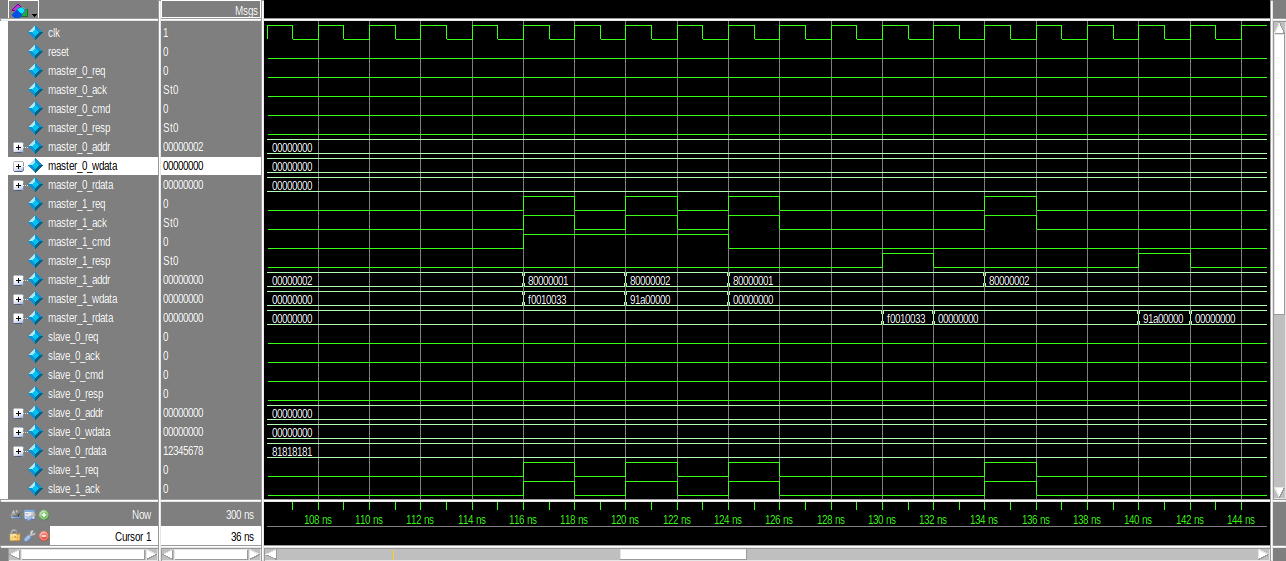 Msgs
clk 1
reset 0
master_0_req 0
master_0_ack St0
master_0_cmd 0
master_0_resp St0
master_0_addr 00000002 00000000
master_0_wdata 00000000 00000000
master_0_rdata 00000000 00000000
master_1_req 0
master_1_ack St0
master_1_cmd 0
master_1_resp St0
master_1_addr 00000000 00000002 80000001 80000002 80000001 80000002
master_1_wdata 00000000 00000000 f0010033 91a00000 00000000
master_1_rdata 00000000 00000000 f0010033 00000000 91a00000 00000000
slave_0_req 0
slave_0_ack 0
slave_0_cmd 0
slave_0_resp 0
slave_0_addr 00000000 00000000
slave_0_wdata 00000000 00000000
slave_0_rdata 12345678 81818181
slave_1_req 0
slave_1_ack 0
Now 300 ns 108 ns 110 ns 112 ns 114 ns 116 ns 118 ns 120 ns 122 ns 124 ns 126 ns 128 ns 130 ns 132 ns 134 ns 136 ns 138 ns 140 ns 142 ns 144 ns
Cursor 1 36 ns